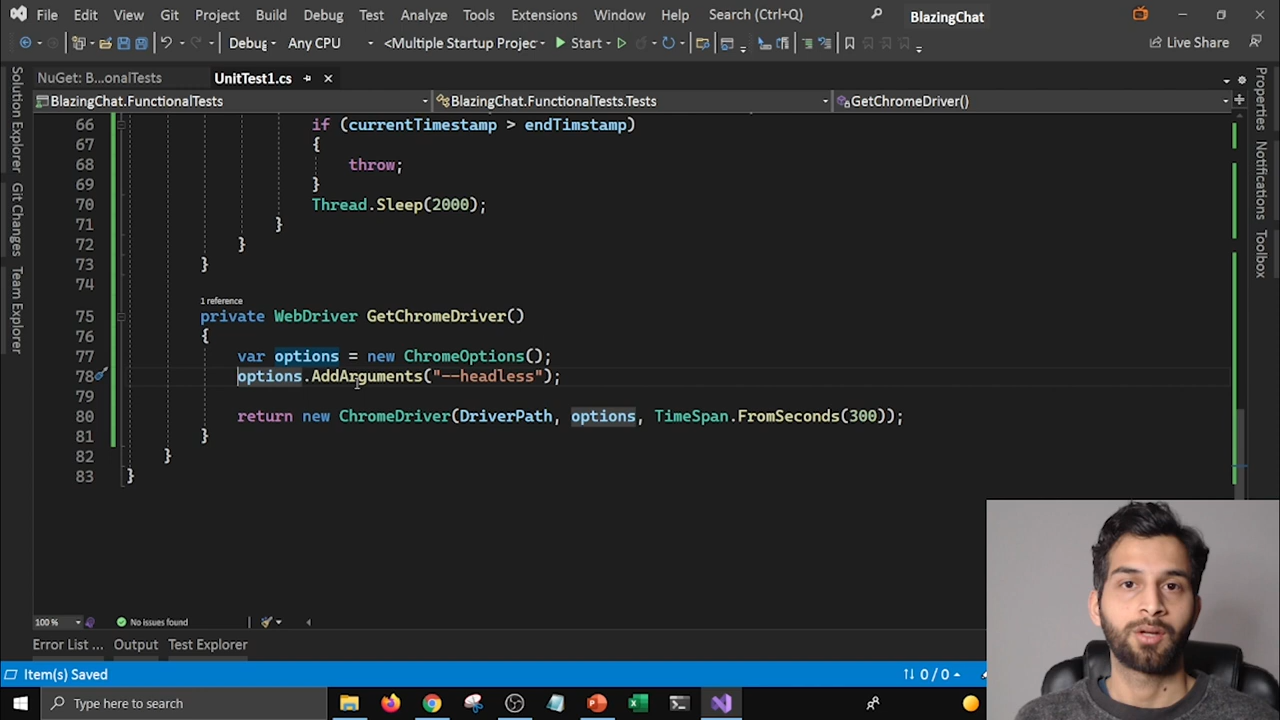 File Edit View Git Project Build Debug Test Analyze Tools Extensions Window Help Search (Ctrl+Q) BlazingChat
Debug Any CPU <Multiple Startup Projec Start Live Share
NuGet: B...onalTests UnitTest1.cs
BlazingChat.FunctionalTests BlazingChat.FunctionalTests.Tests GetChromeDriver()
Solution Explorer
Git Changes
Team Explorer
66 if (currentTimestamp > endTimstamp)
67 {
68 throw;
69 }
70 Thread.Sleep(2000);
71 }
72 }
73 }
74
1 reference
75 private WebDriver GetChromeDriver()
76 {
77 var options = new ChromeOptions();
78 options.AddArguments("--headless");
79
80 return new ChromeDriver(DriverPath, options, TimeSpan.FromSeconds(300));
81 }
82 }
83 }
Properties
Notifications
Toolbox
100 % No issues found
Error List ... Output Test Explorer
Item(s) Saved 0 / 0
Type here to search